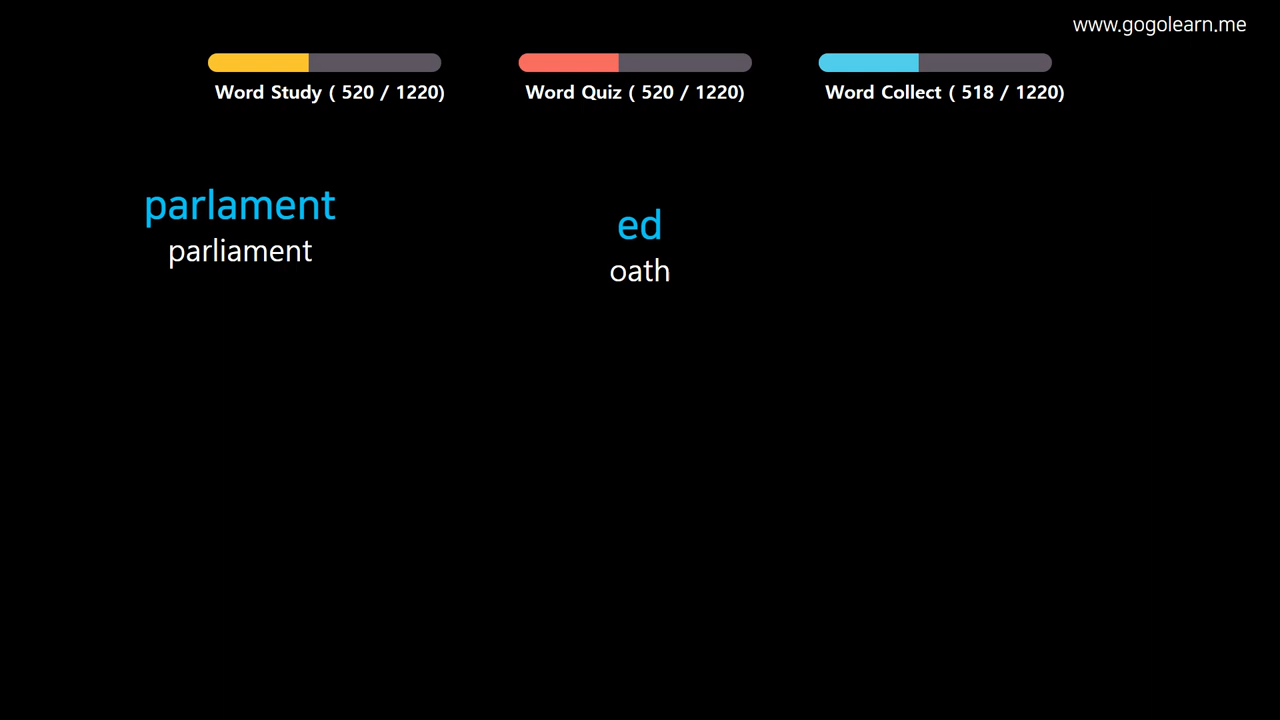 www.gogolearn.me
Word Study ( 520 / 1220)
Word Quiz ( 520 / 1220)
Word Collect ( 518 / 1220)
parlament
parliament
ed
oath